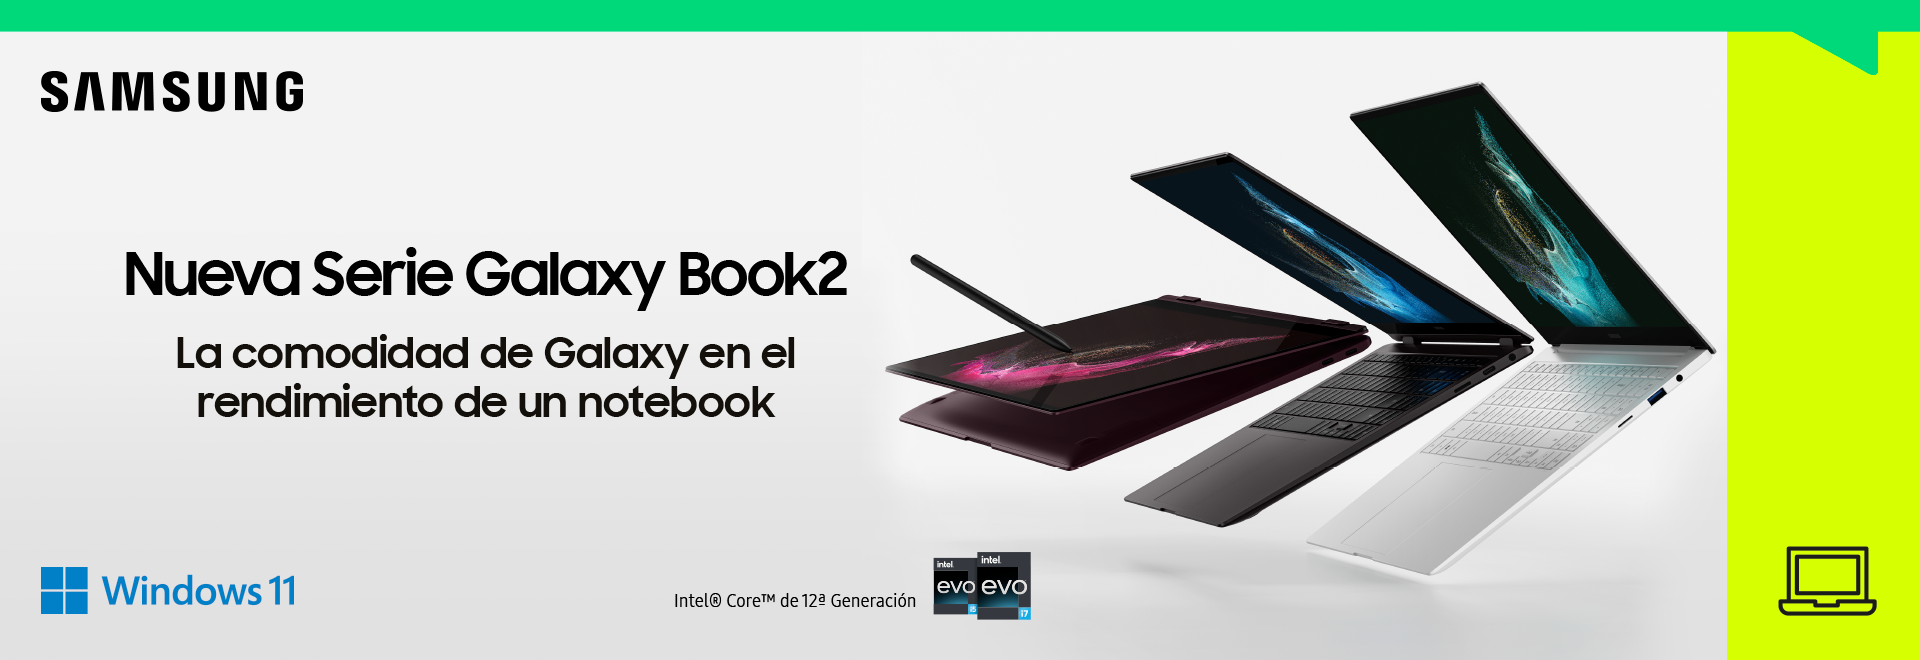 SAMSUNG
Nueva Serie Galaxy Book2
La comodidad de Galaxy en el
rendimiento de un notebook
Windows 11
Intel® Core™ de 12ª Generación
intel.
evo
i5
intel.
evo
i7